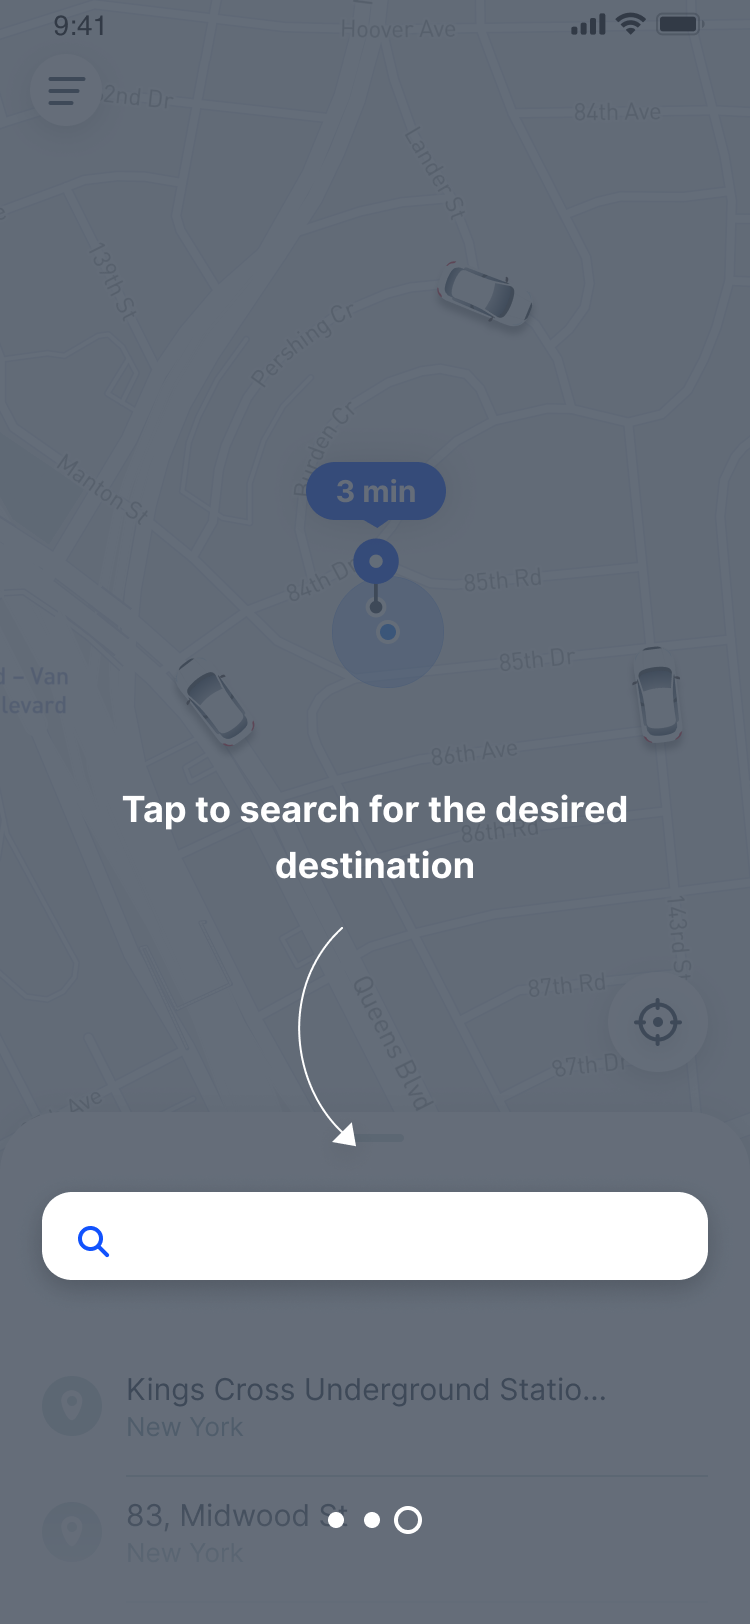 9:41
Hoover Ave
2nd Dr
84th Ave
Lander St
139th St
Pershing Cr
Burden Cr
Manton St
3 min
84th Dr
85th Rd
85th Dr
d – Van
levard
86th Ave
Tap to search for the desired
86th Rd
destination
143rd St
87th Rd
Queens Blvd
87th Dr
Ave
Kings Cross Underground Statio...
New York
83, Midwood St
New York